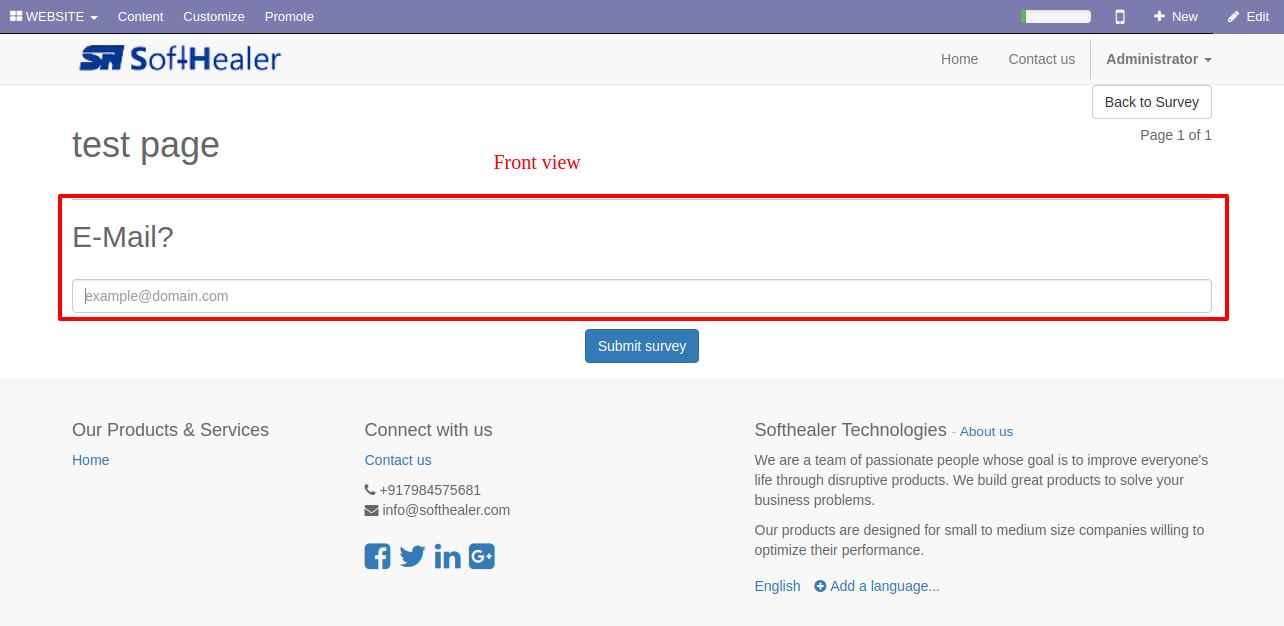 WEBSITE Content Customize Promote New Edit
SoftHealer Home Contact us Administrator
Back to Survey
Page 1 of 1
test page
Front view
E-Mail?
example@domain.com
Submit survey
Our Products & Services
Home
Connect with us
Contact us
+917984575681
info@softhealer.com
Softhealer Technologies - About us
We are a team of passionate people whose goal is to improve everyone's
life through disruptive products. We build great products to solve your
business problems.
Our products are designed for small to medium size companies willing to
optimize their performance.
English Add a language...